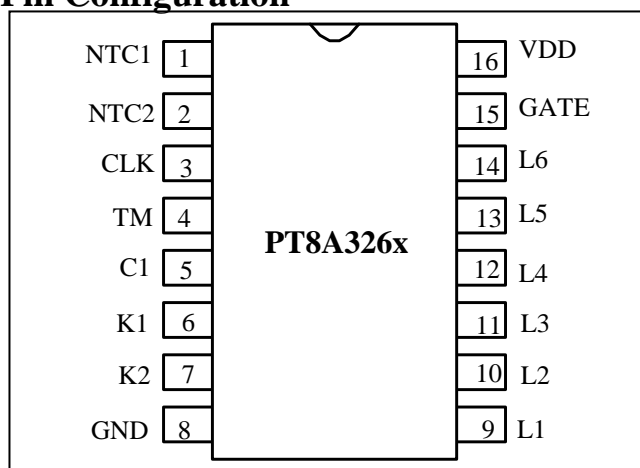 Pin Configuration
NTC1 1 16 VDD
NTC2 2 15 GATE
CLK 3 14 L6
TM 4 13 L5
PT8A326x
C1 5 12 L4
K1 6 11 L3
K2 7 10 L2
GND 8 9 L1